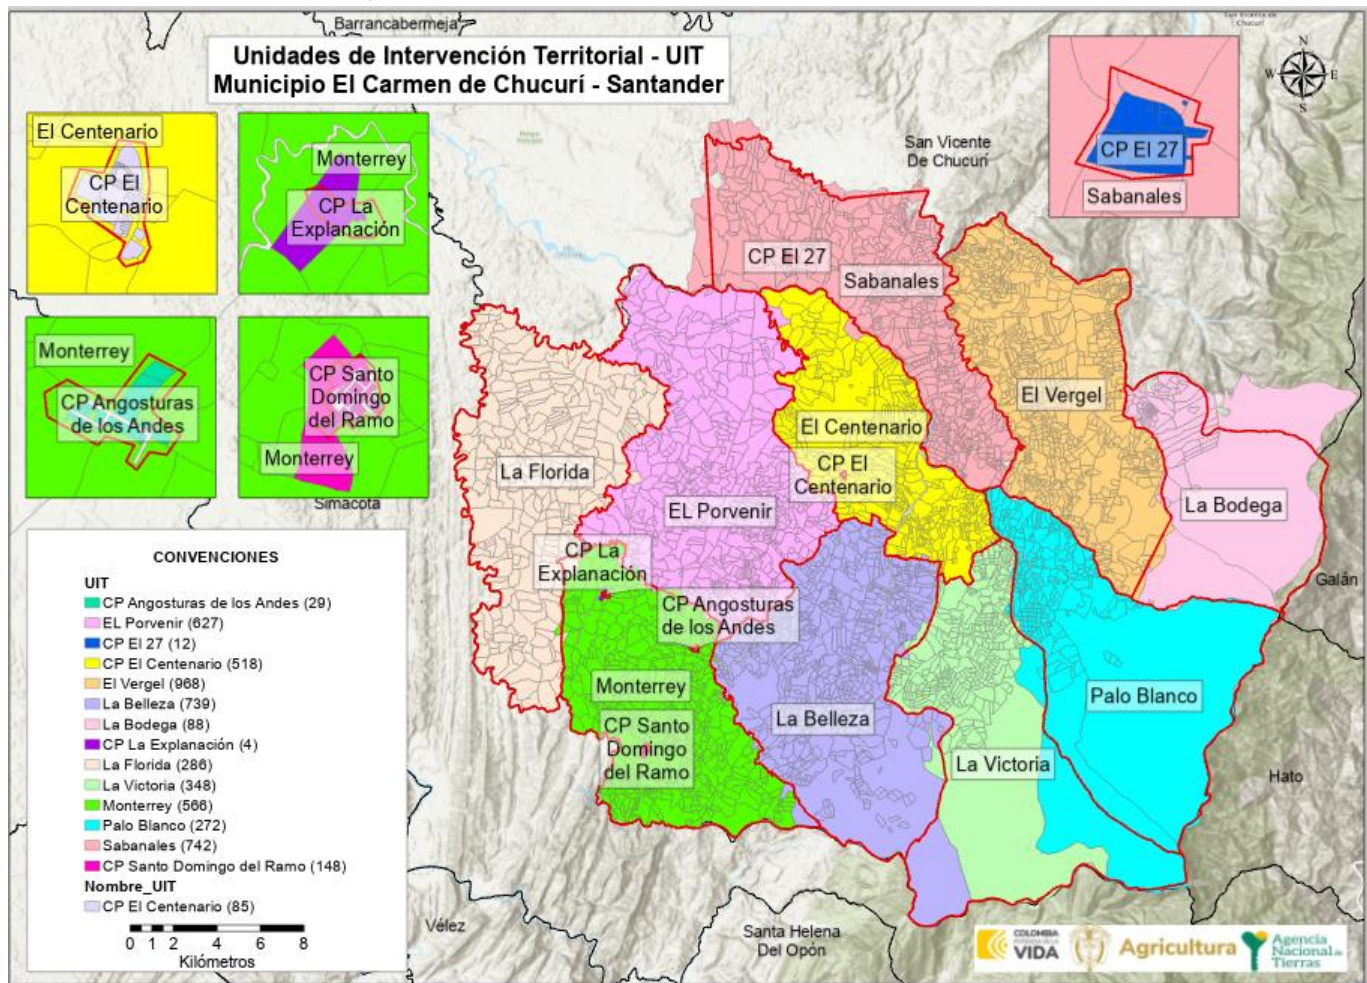 Barrancabermeja
San Vicente de
Chucurí
Unidades de Intervención Territorial - UIT
Municipio El Carmen de Chucurí - Santander
N
W
E
S
El Centenario
CP El
Centenario
Monterrey
CP La
Explanación
CP El 27
Sabanales
San Vicente
De Chucurí
Monterrey
CP Angosturas
de los Andes
CP Santo
Domingo
del Ramo
Monterrey
Simacota
CP El 27
Sabanales
El Vergel
El Centenario
CP El
Centenario
La Florida
EL Porvenir
La Bodega
CP La
Explanación
CP Angosturas
de los Andes
Galán
Monterrey
CP Santo
Domingo
del Ramo
La Belleza
La Victoria
Palo Blanco
Hato
Vélez
Santa Helena
Del Opón
CONVENCIONES
UIT
CP Angosturas de los Andes (29)
EL Porvenir (627)
CP El 27 (12)
CP El Centenario (518)
El Vergel (968)
La Belleza (739)
La Bodega (88)
CP La Explanación (4)
La Florida (286)
La Victoria (348)
Monterrey (566)
Palo Blanco (272)
Sabanales (742)
CP Santo Domingo del Ramo (148)
Nombre_UIT
CP El Centenario (85)
0 1 2 4 6 8
Kilómetros
COLOMBIA
POTENCIA DE LA
VIDA
Agricultura
Agencia
Nacional de
Tierras